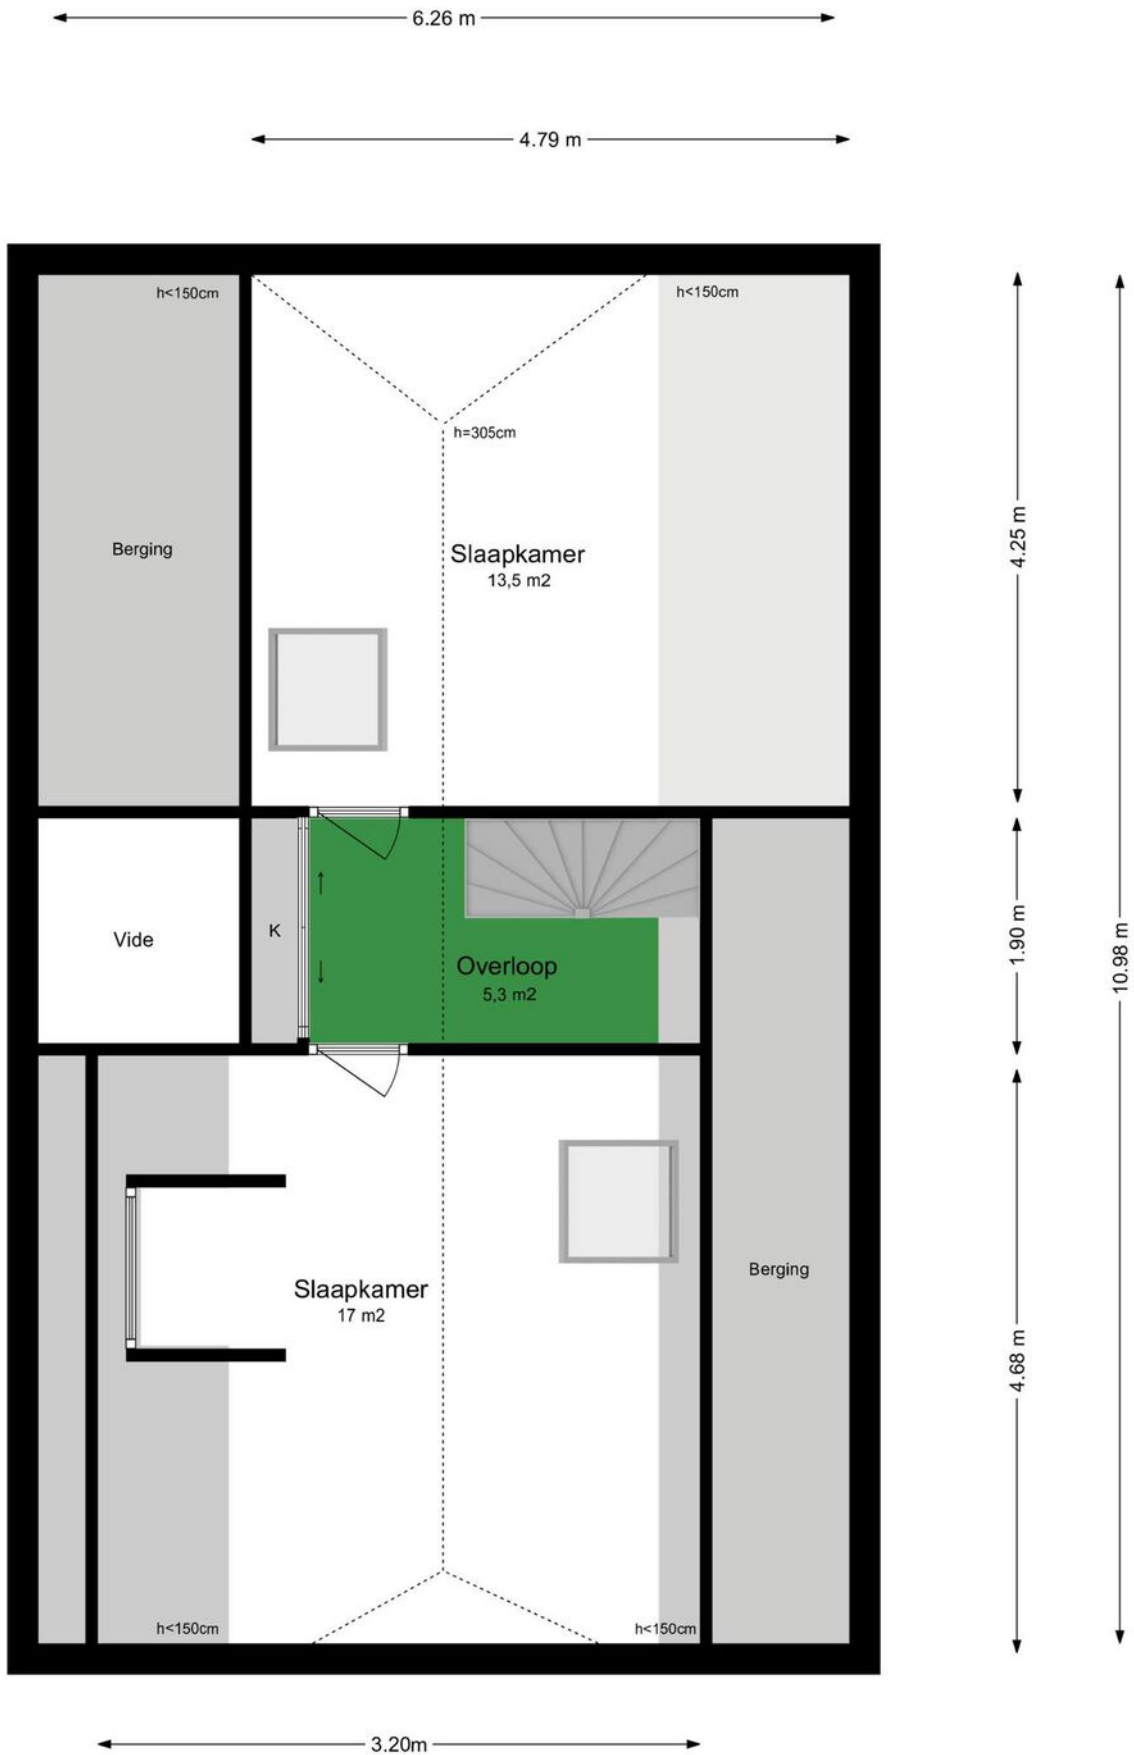 6.26 m
4.79 m
h<150cm
h<150cm
h=305cm
4.25 m
Berging
Slaapkamer
13,5 m2
1.90 m
10.98 m
Vide
K
Overloop
5,3 m2
Berging
Slaapkamer
17 m2
4.68 m
h<150cm
h<150cm
3.20m